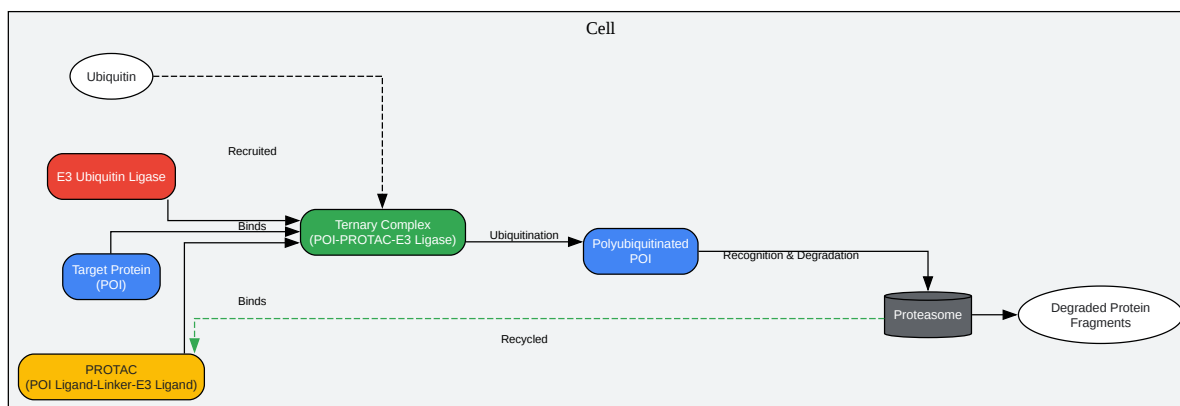 Cell
Ubiquitin
Recruited
E3 Ubiquitin Ligase
Binds
Ternary Complex
(POI-PROTAC-E3 Ligase)
Ubiquitination
Polyubiquitinated
POI
Recognition & Degradation
Target Protein
(POI)
Binds
Proteasome
Degraded Protein
Fragments
Recycled
PROTAC
(POI Ligand-Linker-E3 Ligand)